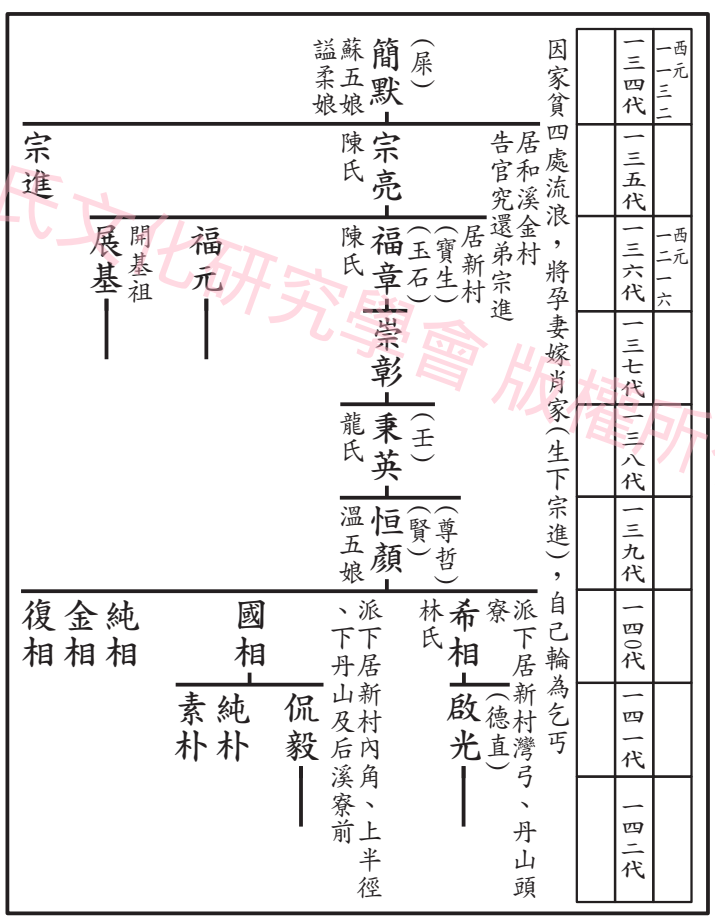 西元一一三二
西元一二一六
一三四代
一三五代
一三六代
一三七代
一三八代
一三九代
一四〇代
一四一代
一四二代
因家貧四處流浪，將孕妻嫁肖家（生下宗進），自己輪為乞丐
（屎）
簡默
蘇五娘
謚柔娘
居和溪金村
告官究還弟宗進
宗亮
陳氏
宗進
居新村
（寶生）
（玉石）
福章
陳氏
福元
開基祖
展基
崇彰
（王）
秉英
龍氏
（尊哲）
（賢）
恒顏
溫五娘
派下居新村灣弓、丹山頭
寮
希相
林氏
派下居新村內角、上半徑
、下丹山及后溪寮前
國相
純相
金相
復相
（德直）
啟光
侃毅
純朴
素朴
氏文化研究學會 版權所